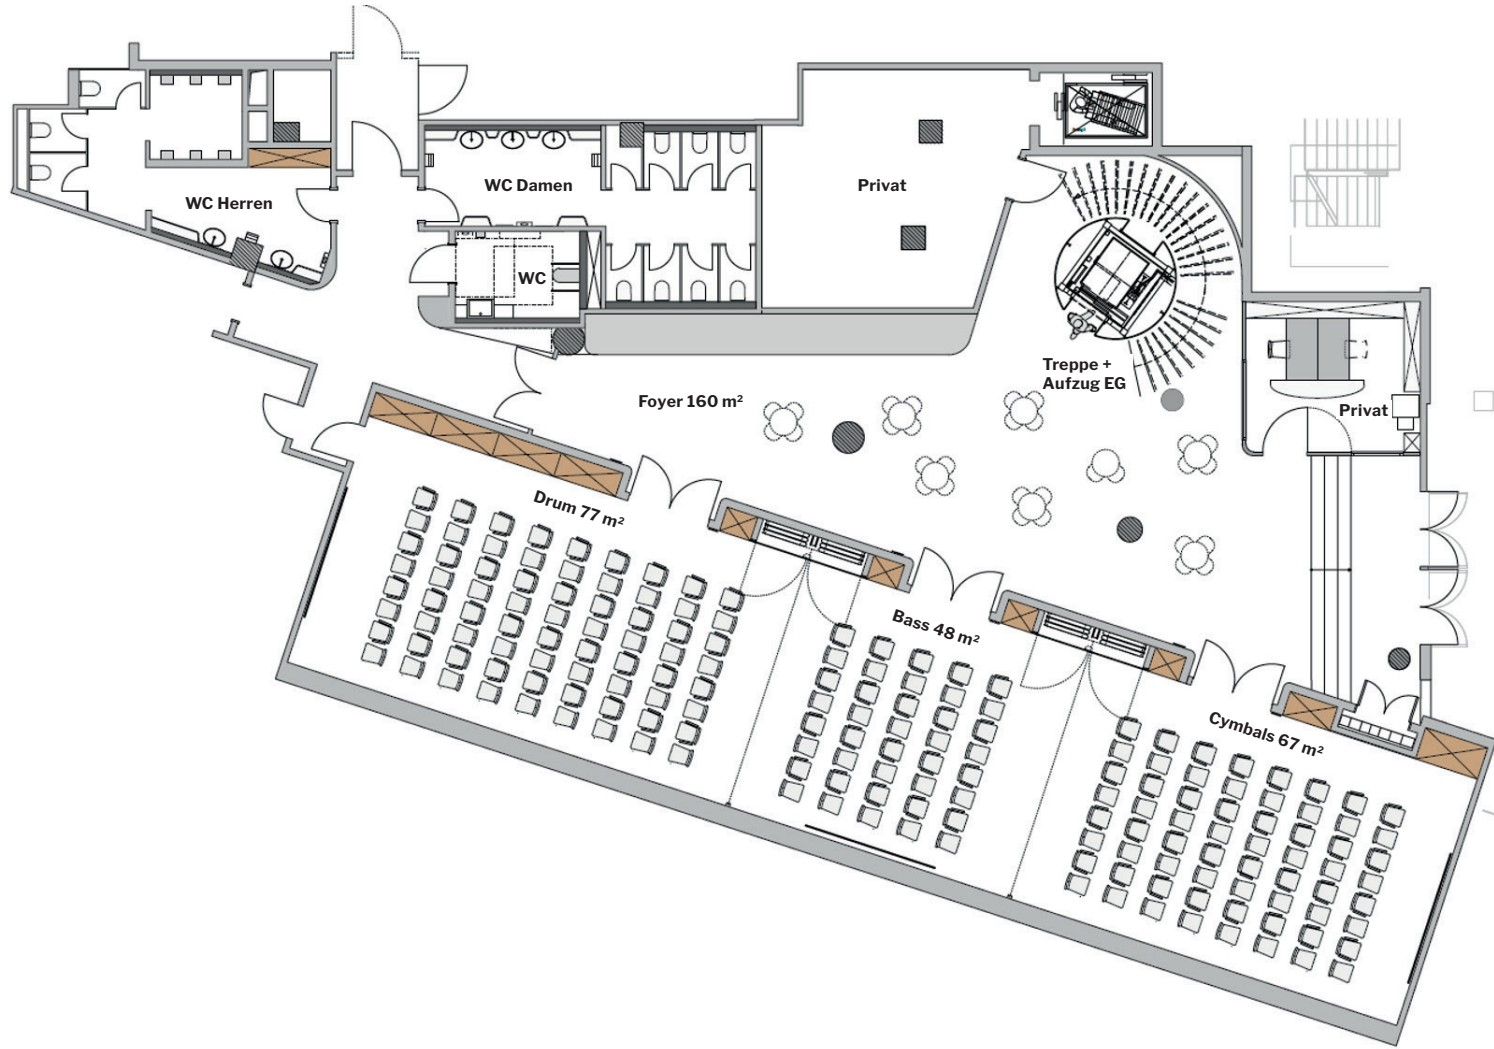 WC Herren
WC Damen
WC
Privat
Treppe +
Aufzug EG
Foyer 160 m²
Privat
Drum 77 m²
Bass 48 m²
Cymbals 67 m²